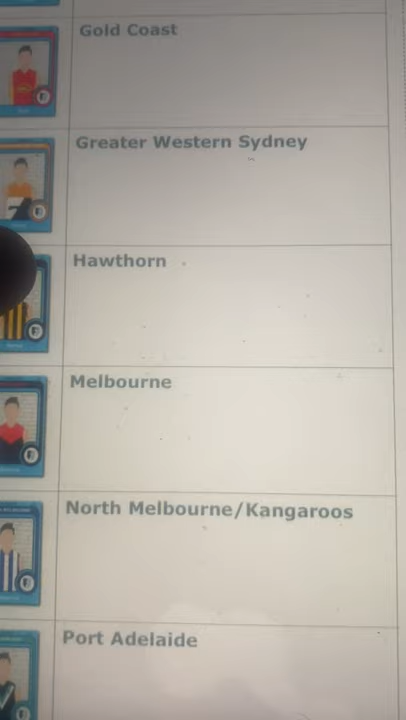 Gold Coast
Greater Western Sydney
Hawthorn
Melbourne
North Melbourne/Kangaroos
Port Adelaide